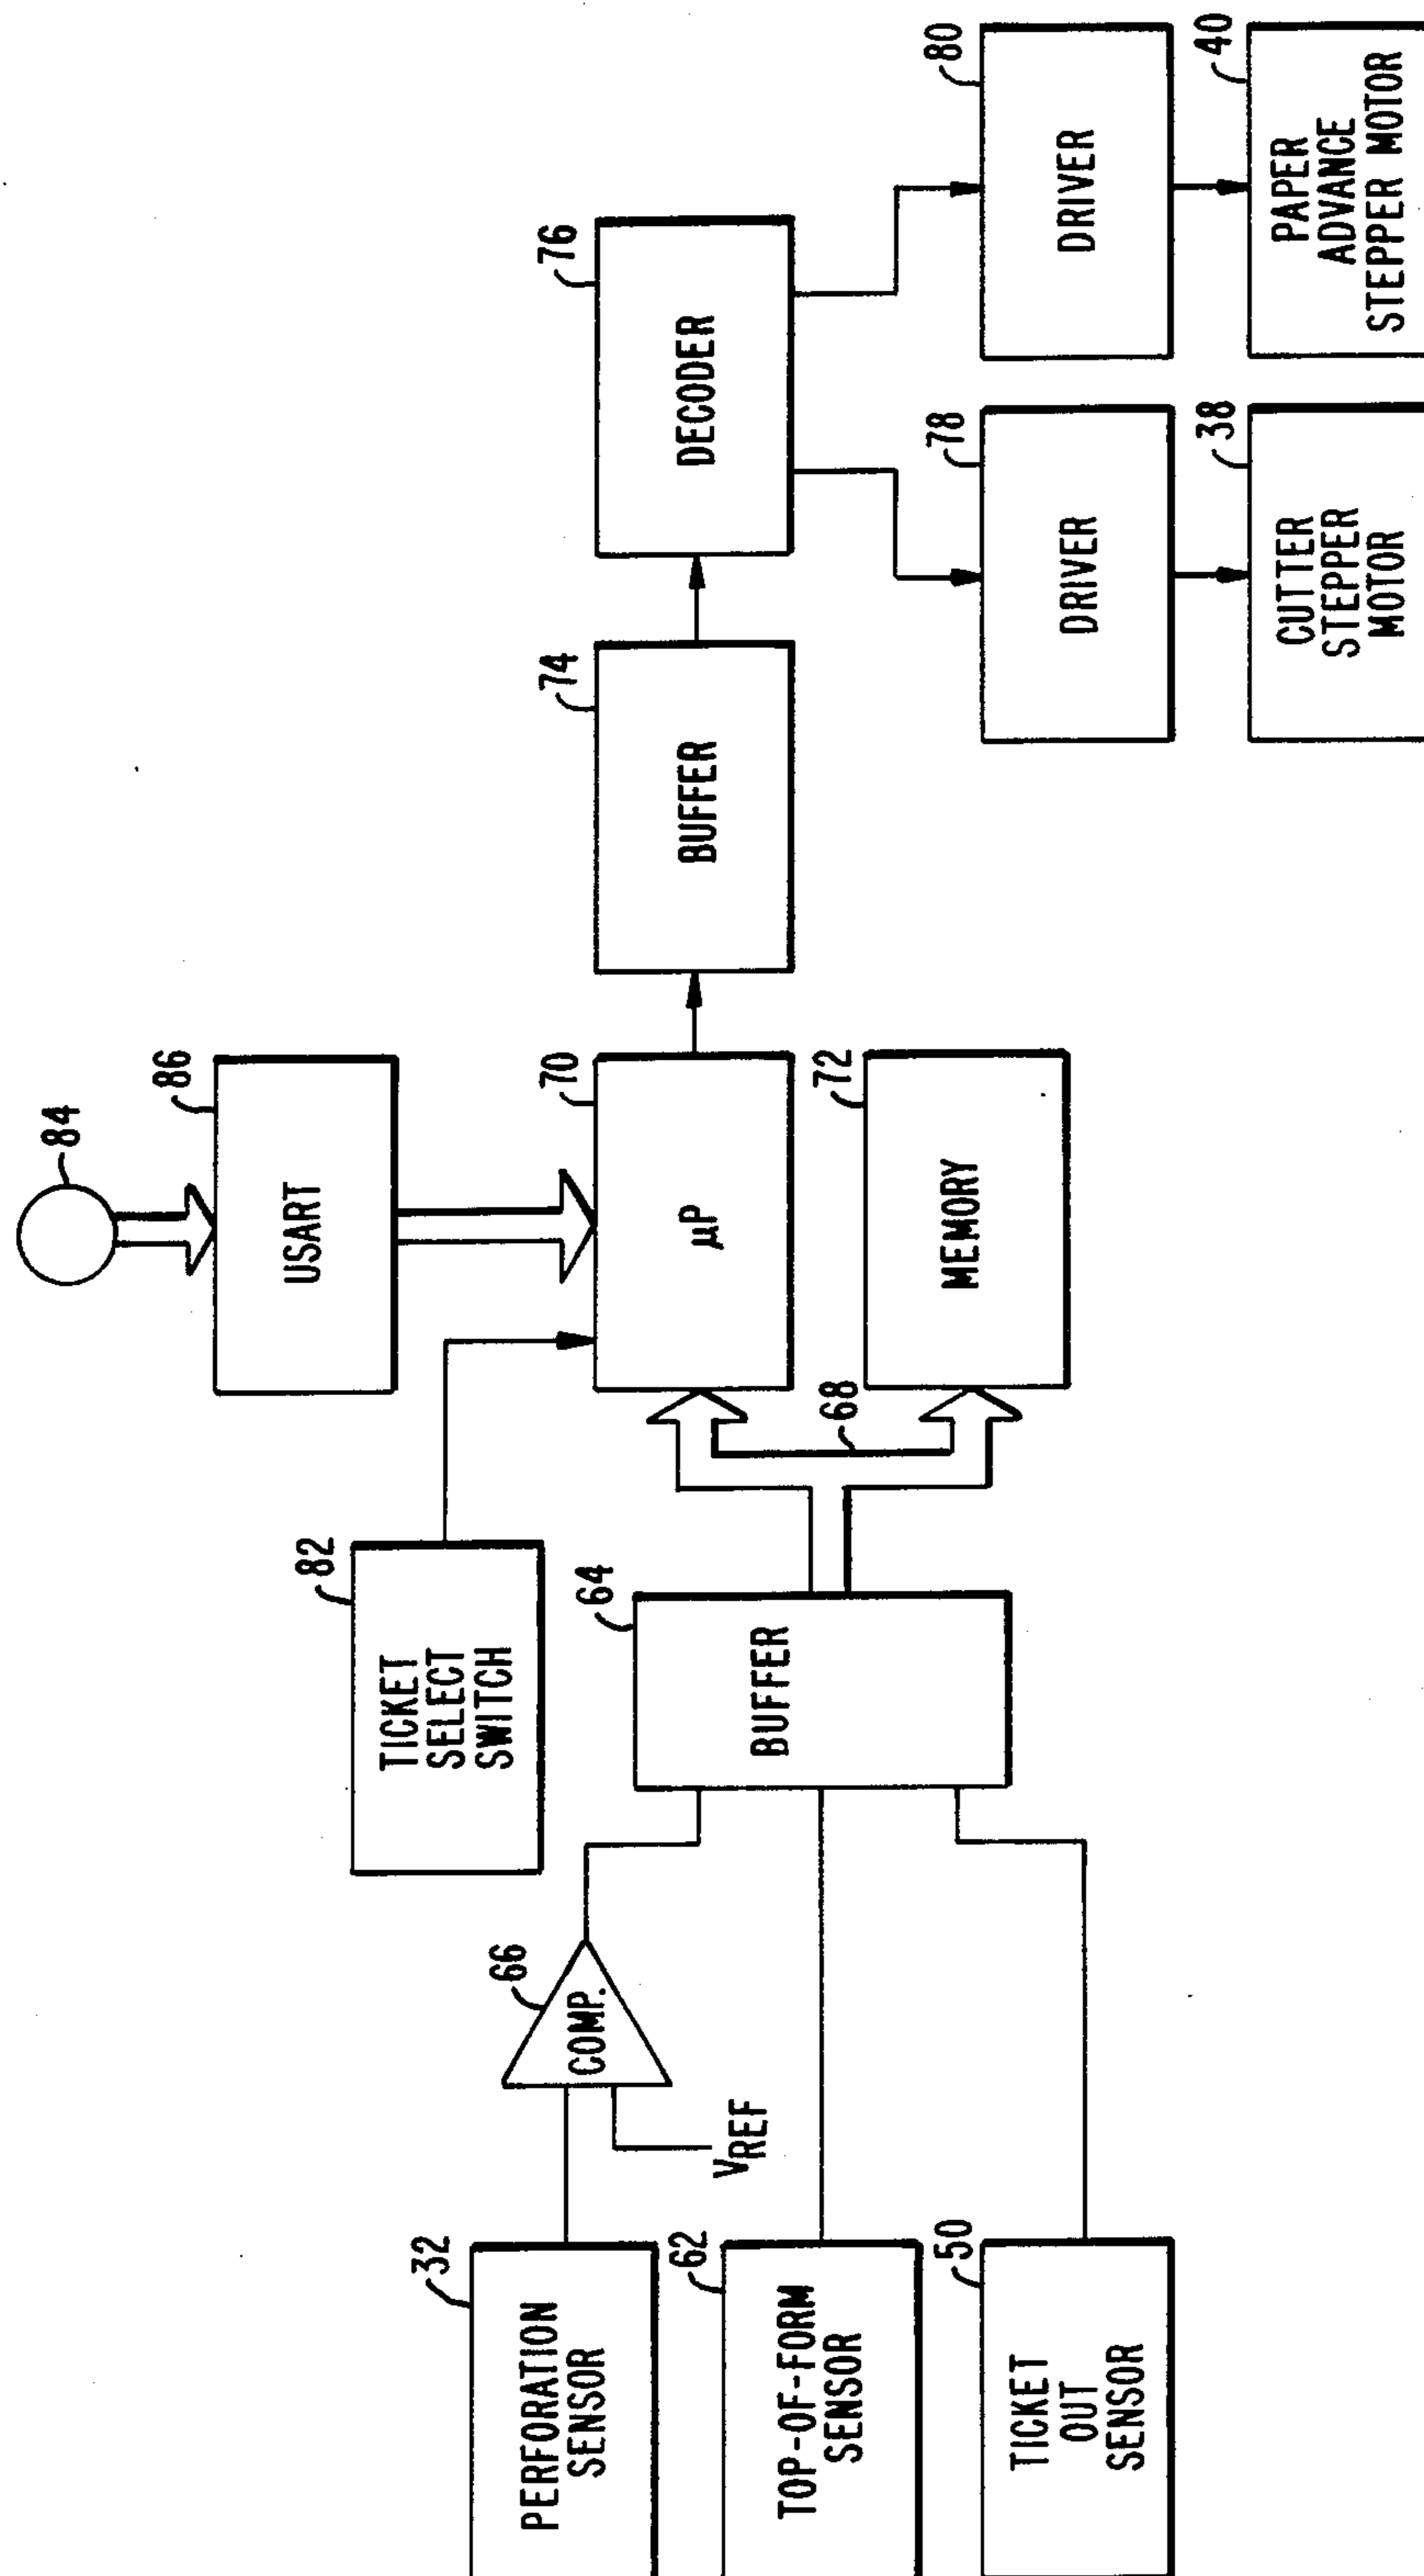 84
86
USART
82
TICKET
SELECT
SWITCH
70
μP
74
BUFFER
76
DECODER
32
PERFORATION
SENSOR
66
COMP.
VREF
62
TOP-OF-FORM
SENSOR
50
TICKET
OUT
SENSOR
64
BUFFER
68
72
MEMORY
78
DRIVER
80
DRIVER
38
CUTTER
STEPPER
MOTOR
40
PAPER
ADVANCE
STEPPER MOTOR